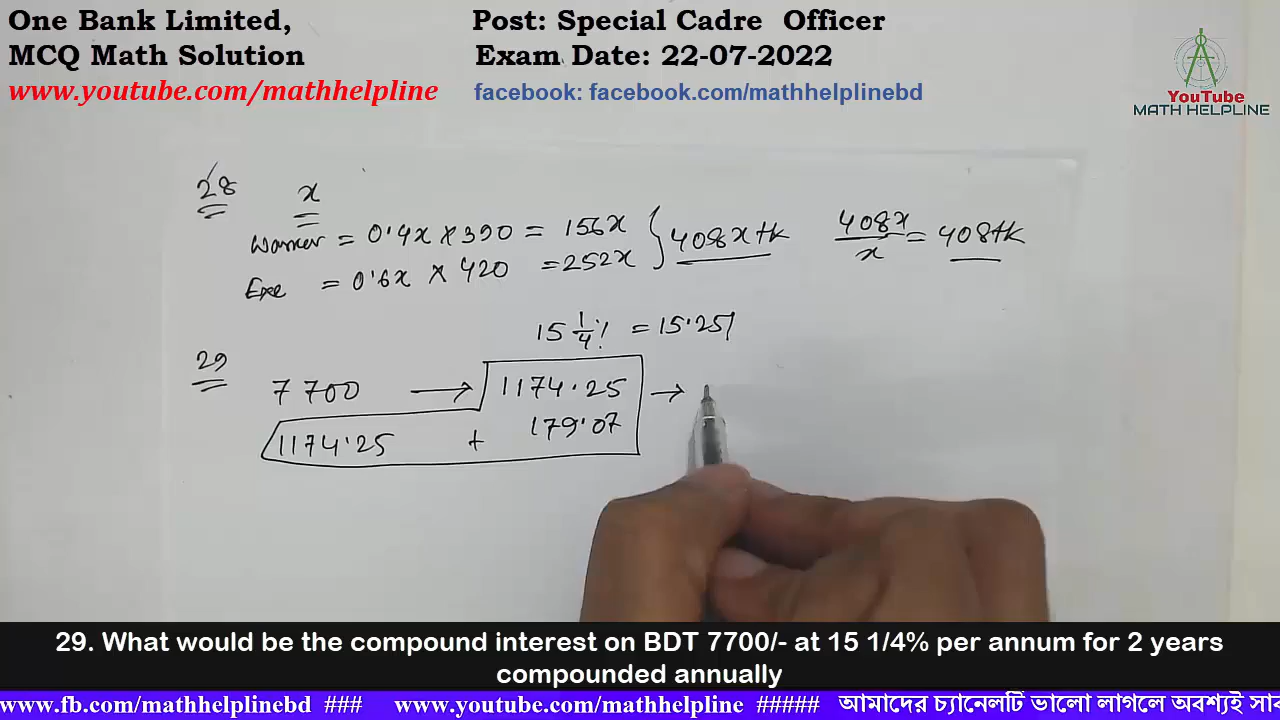 One Bank Limited, Post: Special Cadre Officer
MCQ Math Solution Exam Date: 22-07-2022
www.youtube.com/mathhelpline facebook: facebook.com/mathhelplinebd
YouTube
MATH HELPLINE
28 x
Warner = 0.4x × 390 = 156x } 408x tk 408x/x = 408tk
Exe = 0.6x × 420 = 252x
15 1/4% = 15.25%
29
7700 → 1174.25 →
1174.25 + 179.07
29. What would be the compound interest on BDT 7700/- at 15 1/4% per annum for 2 years
compounded annually
www.fb.com/mathhelplinebd ### www.youtube.com/mathhelpline ##### আমাদের চ্যানেলটি ভালো লাগলে অবশ্যই সাব